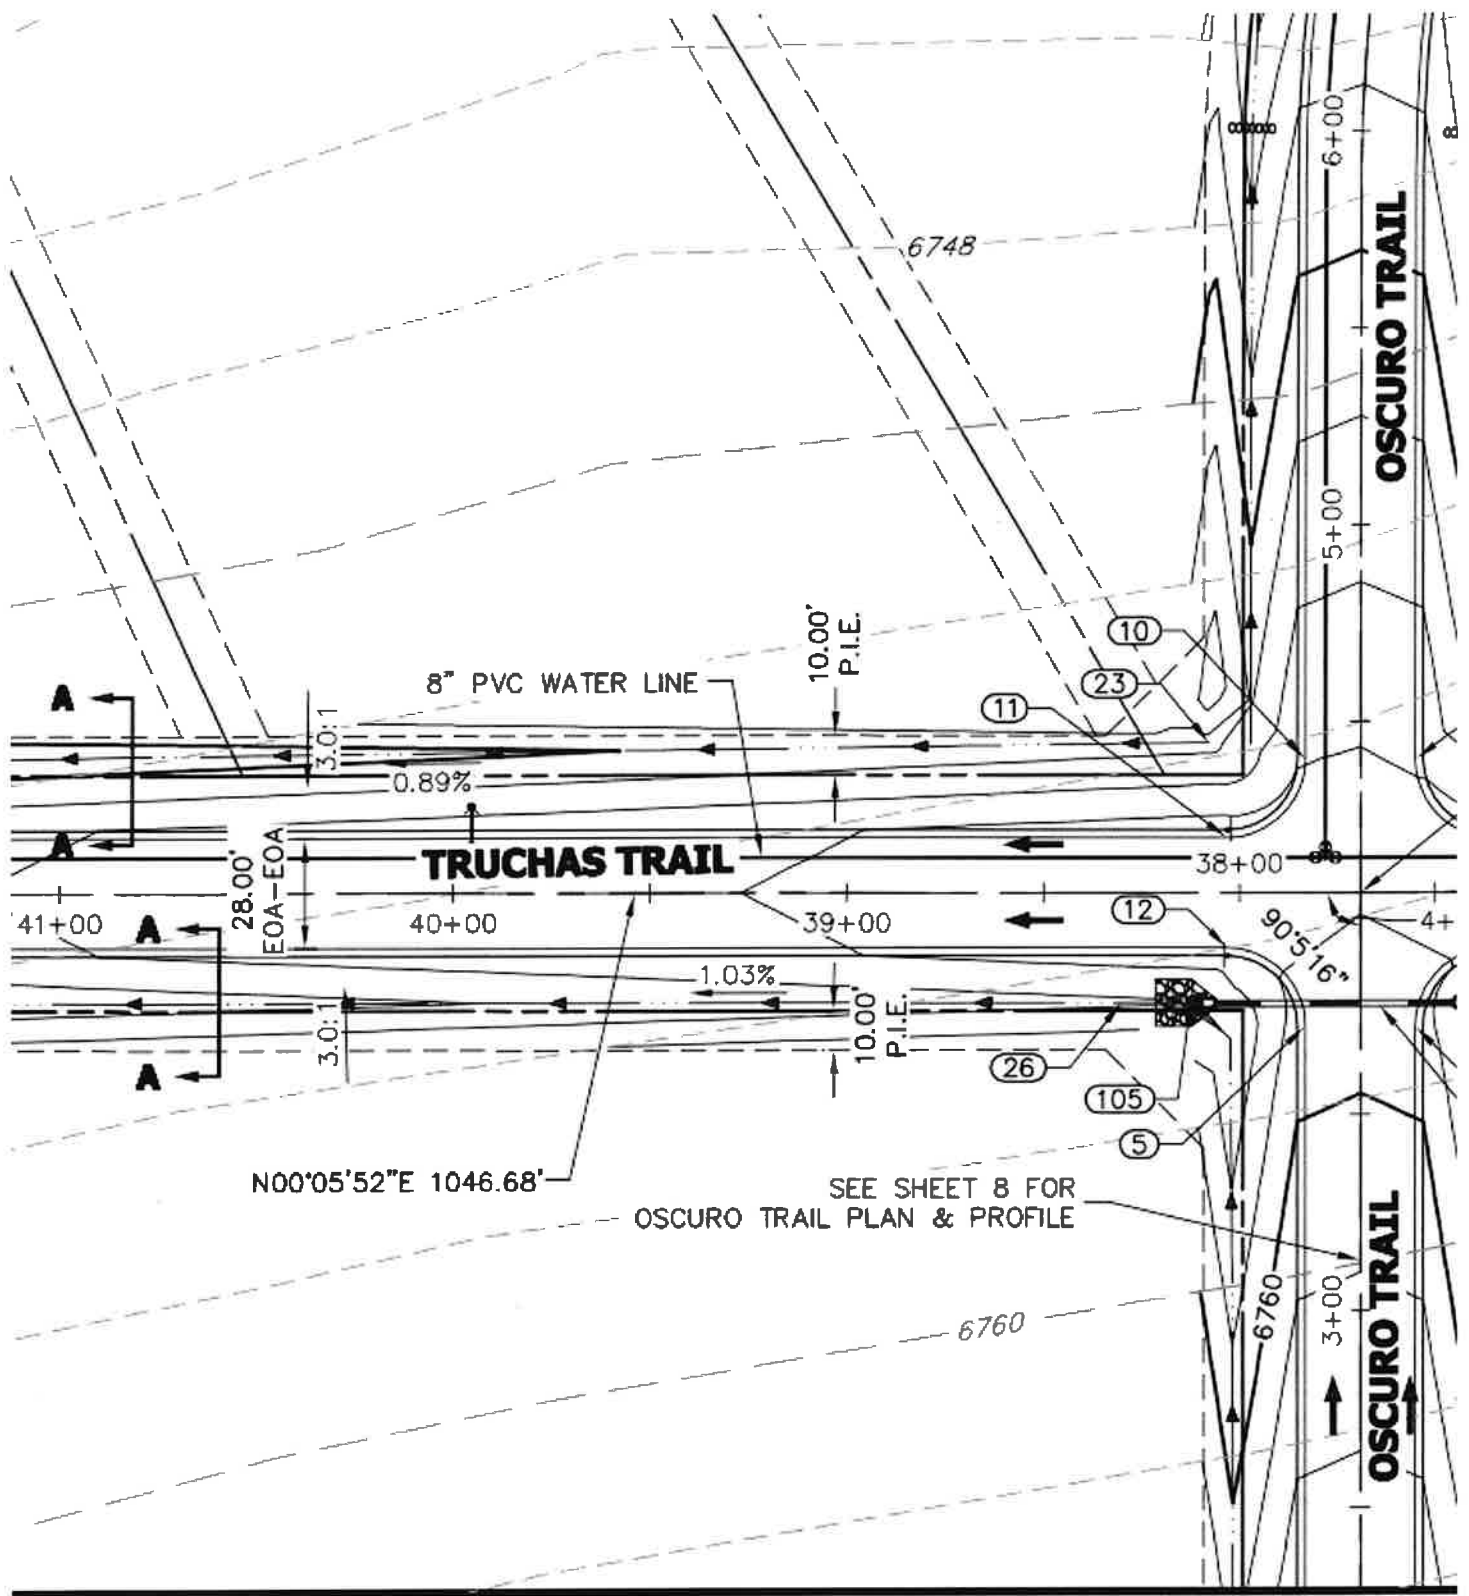 6+00
8
OSCURO TRAIL
6748
5+00
10.00'
P.I.E.
10
8" PVC WATER LINE
23
11
A
3.0:1
0.89%
A
28.00'
EOA-EOA
TRUCHAS TRAIL
38+00
41+00
A
40+00
39+00
12
90°5'16"
4+
1.03%
10.00'
P.I.E.
3.0:1
A
26
105
5
N00°05'52"E 1046.68'
SEE SHEET 8 FOR
OSCURO TRAIL PLAN & PROFILE
6760
6760
3+00
OSCURO TRAIL